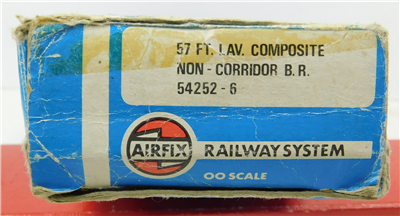 57 FT. LAV. COMPOSITE
NON - CORRIDOR B.R.
54252 - 6
AIRFIX RAILWAY SYSTEM
OO SCALE